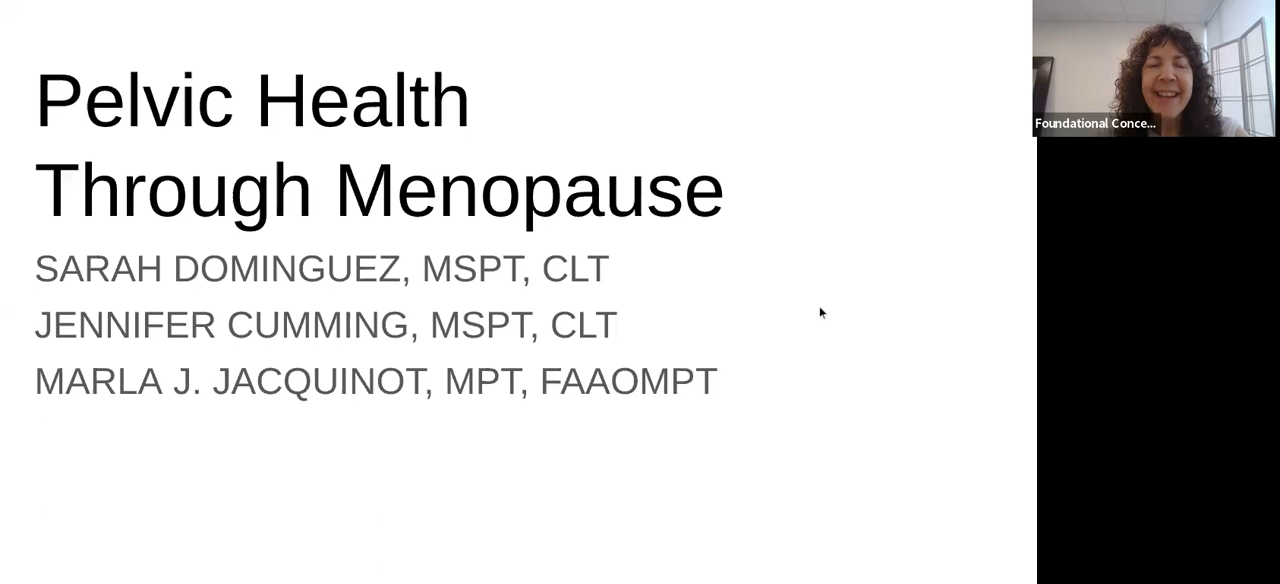 Pelvic Health
Through Menopause
SARAH DOMINGUEZ, MSPT, CLT
JENNIFER CUMMING, MSPT, CLT
MARLA J. JACQUINOT, MPT, FAAOMPT
Foundational Conce...